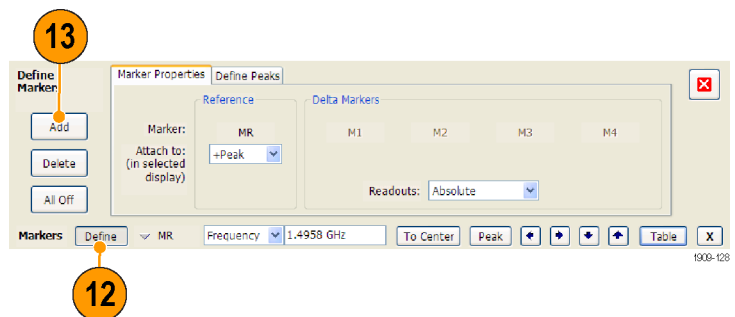 13
Define Marker
Marker Properties
Define Peaks
Reference
Delta Markers
Add
Marker:
MR
M1
M2
M3
M4
Attach to:
(in selected
display)
+Peak
Delete
Readouts:
Absolute
All Off
Markers
Define
MR
Frequency
1.4958 GHz
To Center
Peak
Table
X
1909-128
12